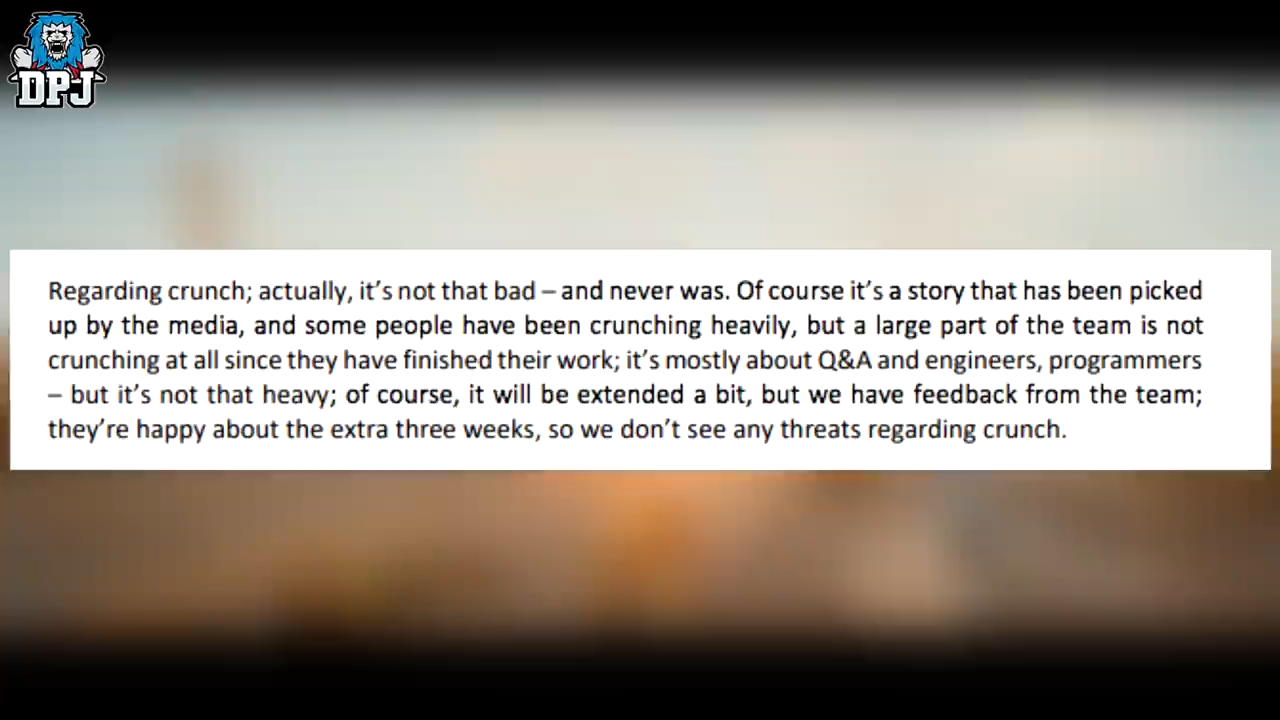 DPJ
Regarding crunch; actually, it’s not that bad – and never was. Of course it’s a story that has been picked
up by the media, and some people have been crunching heavily, but a large part of the team is not
crunching at all since they have finished their work; it’s mostly about Q&A and engineers, programmers
– but it’s not that heavy; of course, it will be extended a bit, but we have feedback from the team;
they’re happy about the extra three weeks, so we don’t see any threats regarding crunch.